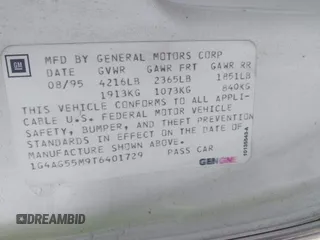 GM
MFD BY GENERAL MOTORS CORP
DATE GVWR GAWR FRT GAWR RR
08/95 4216LB 2365LB 1851LB
1913KG 1073KG 840KG
THIS VEHICLE CONFORMS TO ALL APPLI-
CABLE U.S. FEDERAL MOTOR VEHICLE
SAFETY, BUMPER, AND THEFT PREVENTION
STANDARDS IN EFFECT ON THE DATE OF
MANUFACTURE SHOWN ABOVE.
1G4AG55M9T6401729 PASS CAR
IDREAMBID